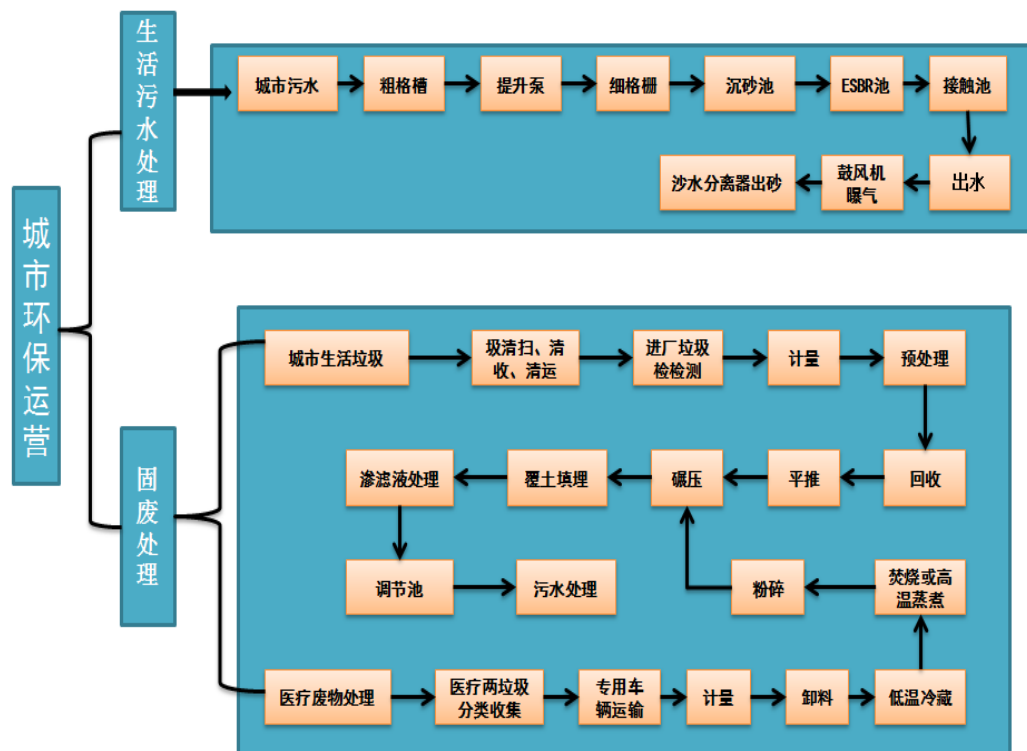 城市环保运营
生活污水处理
城市污水
粗格槽
提升泵
细格栅
沉砂池
ESBR池
接触池
出水
鼓风机
曝气
沙水分离器出砂
固废处理
城市生活垃圾
圾清扫、清
收、清运
进厂垃圾
检检测
计量
预处理
回收
平推
碾压
覆土填埋
渗滤液处理
调节池
污水处理
医疗废物处理
医疗两垃圾
分类收集
专用车
辆运输
计量
卸料
低温冷藏
焚烧或高
温蒸煮
粉碎